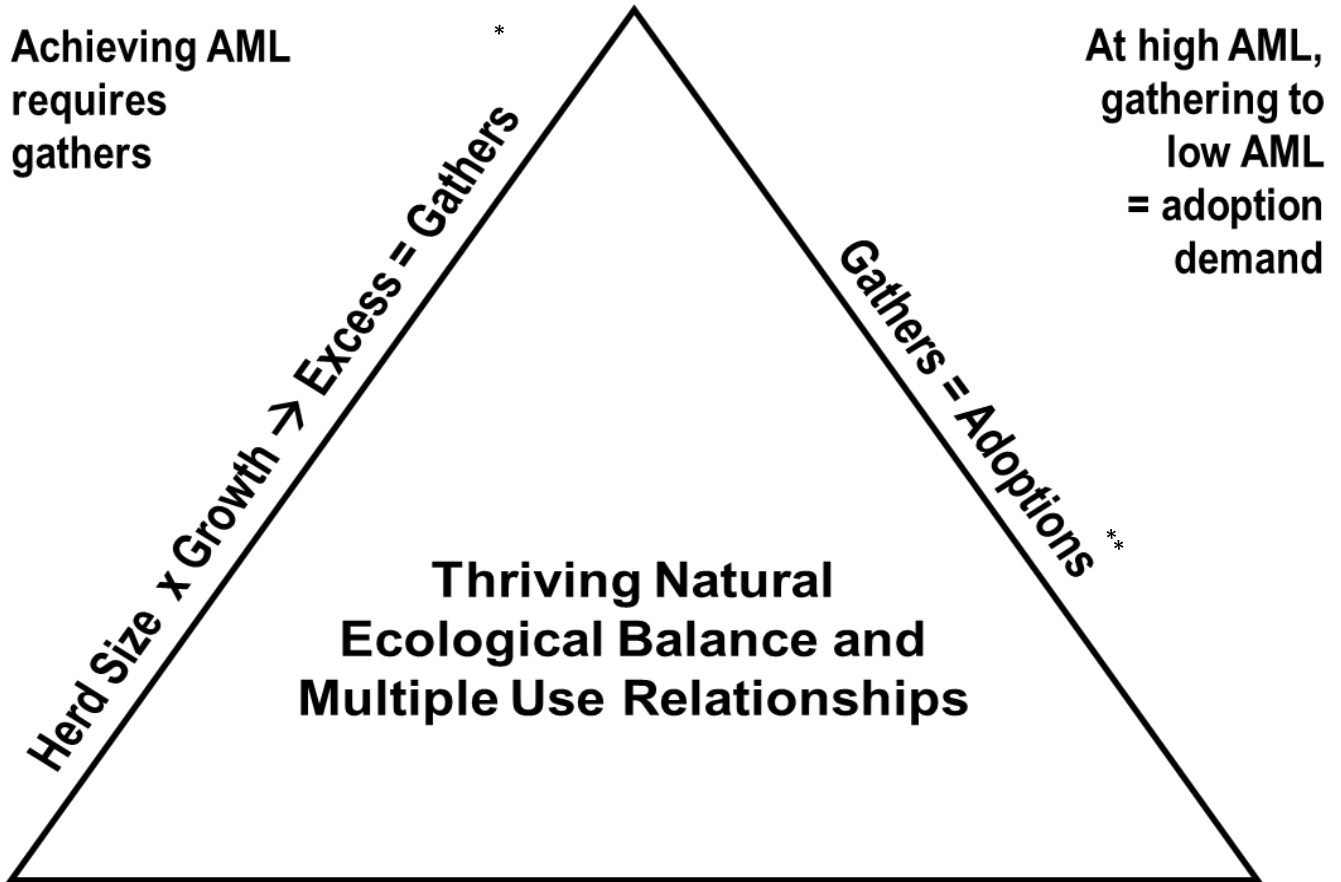 Achieving AML
requires
gathers
*
At high AML,
gathering to
low AML
= adoption
demand
Herd Size x Growth → Excess = Gathers
Gathers = Adoptions
**
Thriving Natural
Ecological Balance and
Multiple Use Relationships